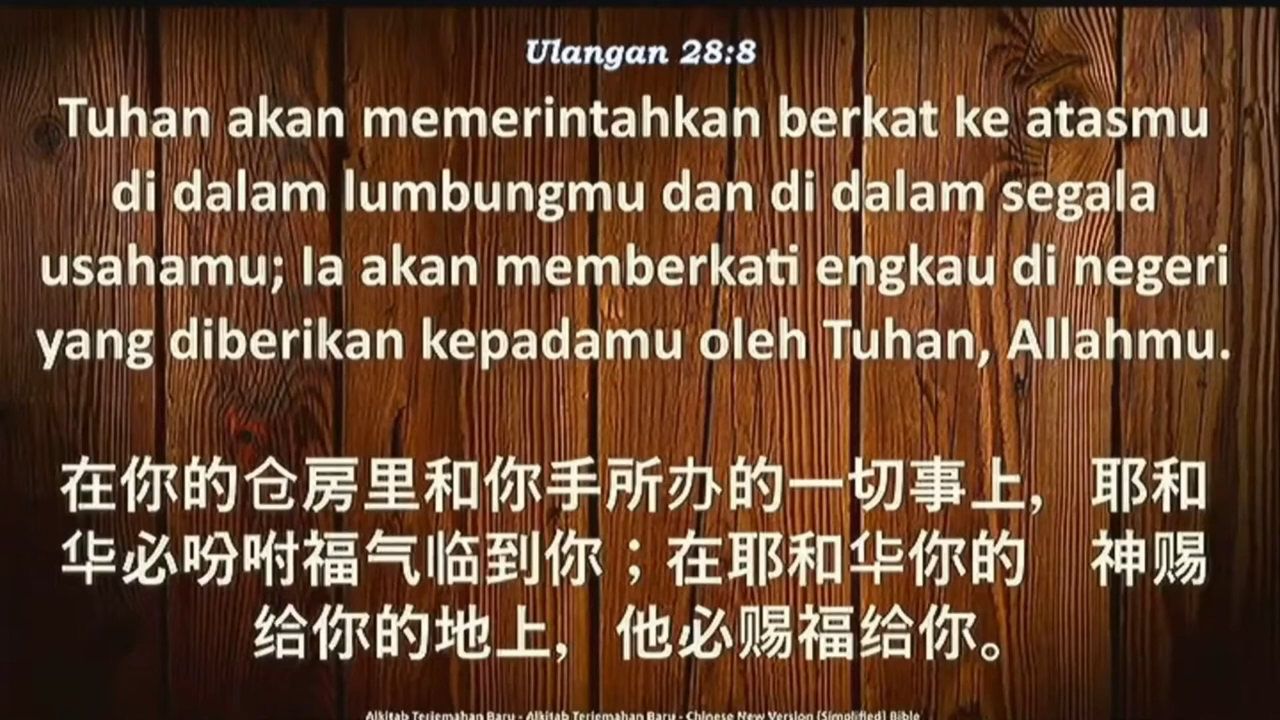 Ulangan 28:8
Tuhan akan memerintahkan berkat ke atasmu
di dalam lumbungmu dan di dalam segala
usahamu; Ia akan memberkati engkau di negeri
yang diberikan kepadamu oleh Tuhan, Allahmu.
在你的仓房里和你手所办的一切事上， 耶和
华必吩咐福气临到你；在耶和华你的　神赐
给你的地上， 他必赐福给你。
Alkitab Terjemahan Baru - Alkitab Terjemahan Baru - Chinese New Version (Simplified) Bible